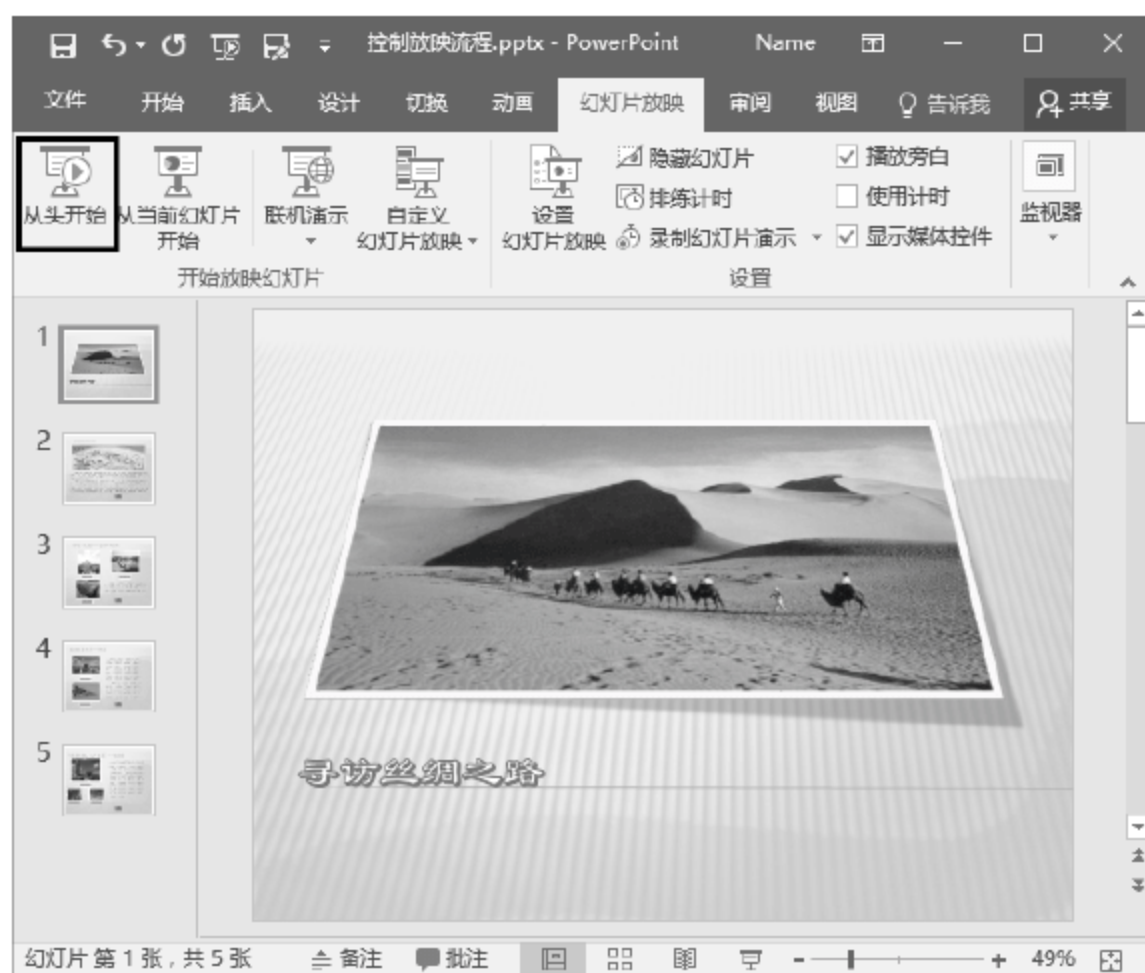 控制放映流程.pptx - PowerPoint Name
文件 开始 插入 设计 切换 动画 幻灯片放映 审阅 视图 告诉我 共享
从头开始
从当前幻灯片
开始
联机演示
自定义
幻灯片放映
设置
幻灯片放映
隐藏幻灯片
排练计时
录制幻灯片演示
播放旁白
使用计时
显示媒体控件
监视器
开始放映幻灯片
设置
1
2
3
4
5
寻访丝绸之路
幻灯片 第 1 张，共 5 张 备注 批注 49%